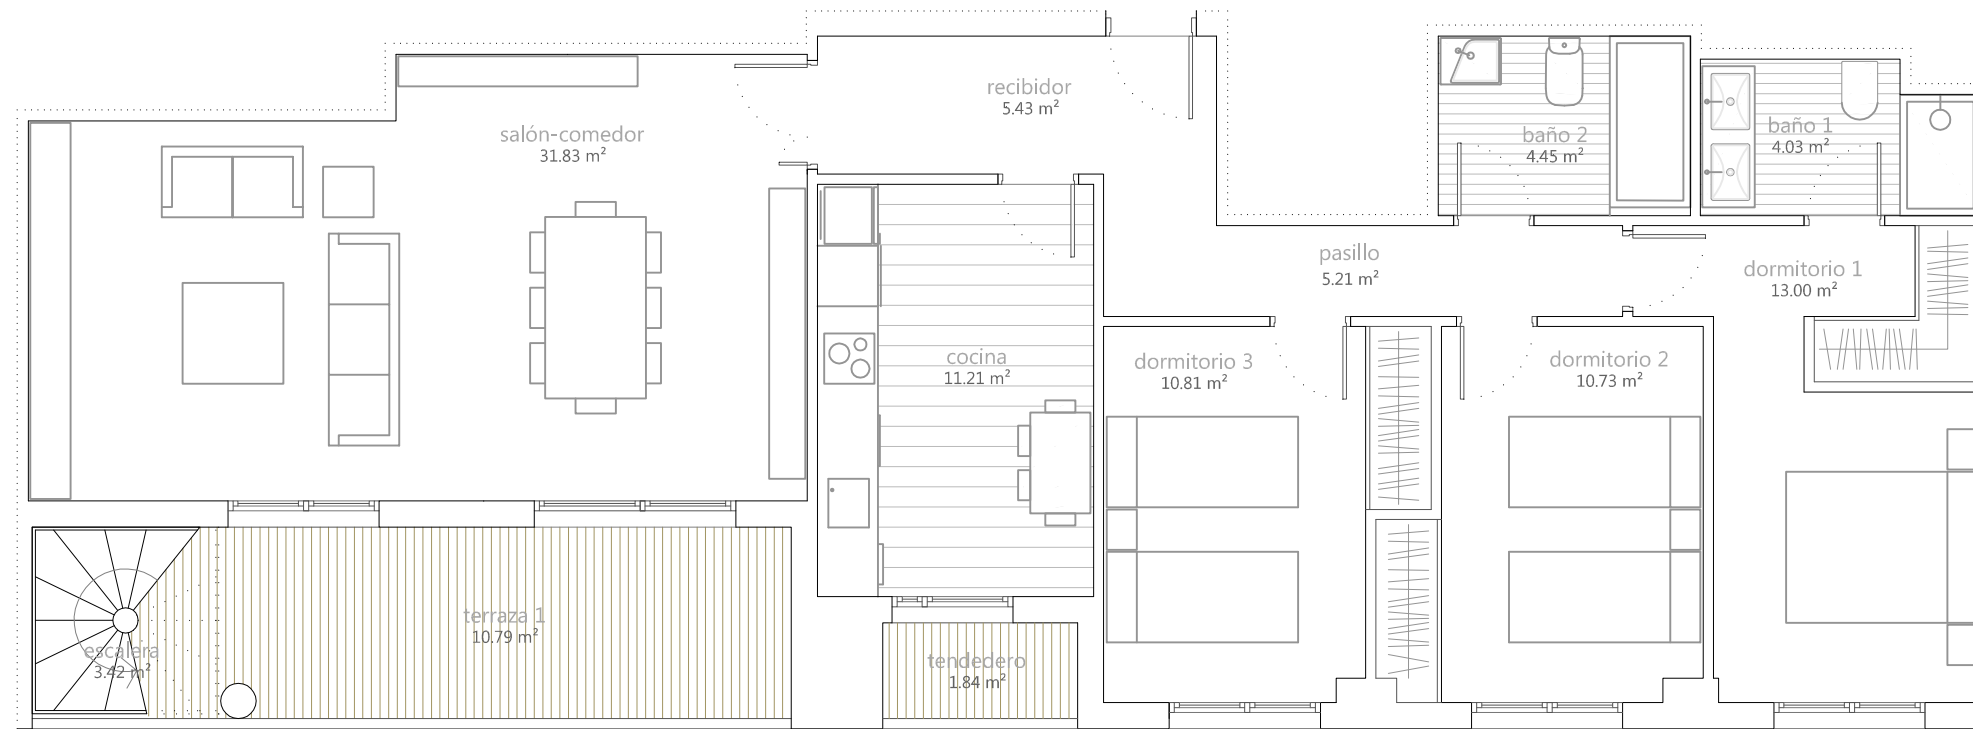 recibidor
5.43 m²
salón-comedor
31.83 m²
baño 2
4.45 m²
baño 1
4.03 m²
pasillo
5.21 m²
dormitorio 1
13.00 m²
cocina
11.21 m²
dormitorio 3
10.81 m²
dormitorio 2
10.73 m²
terraza 1
10.79 m²
escalera
3.42 m²
tendedero
1.84 m²